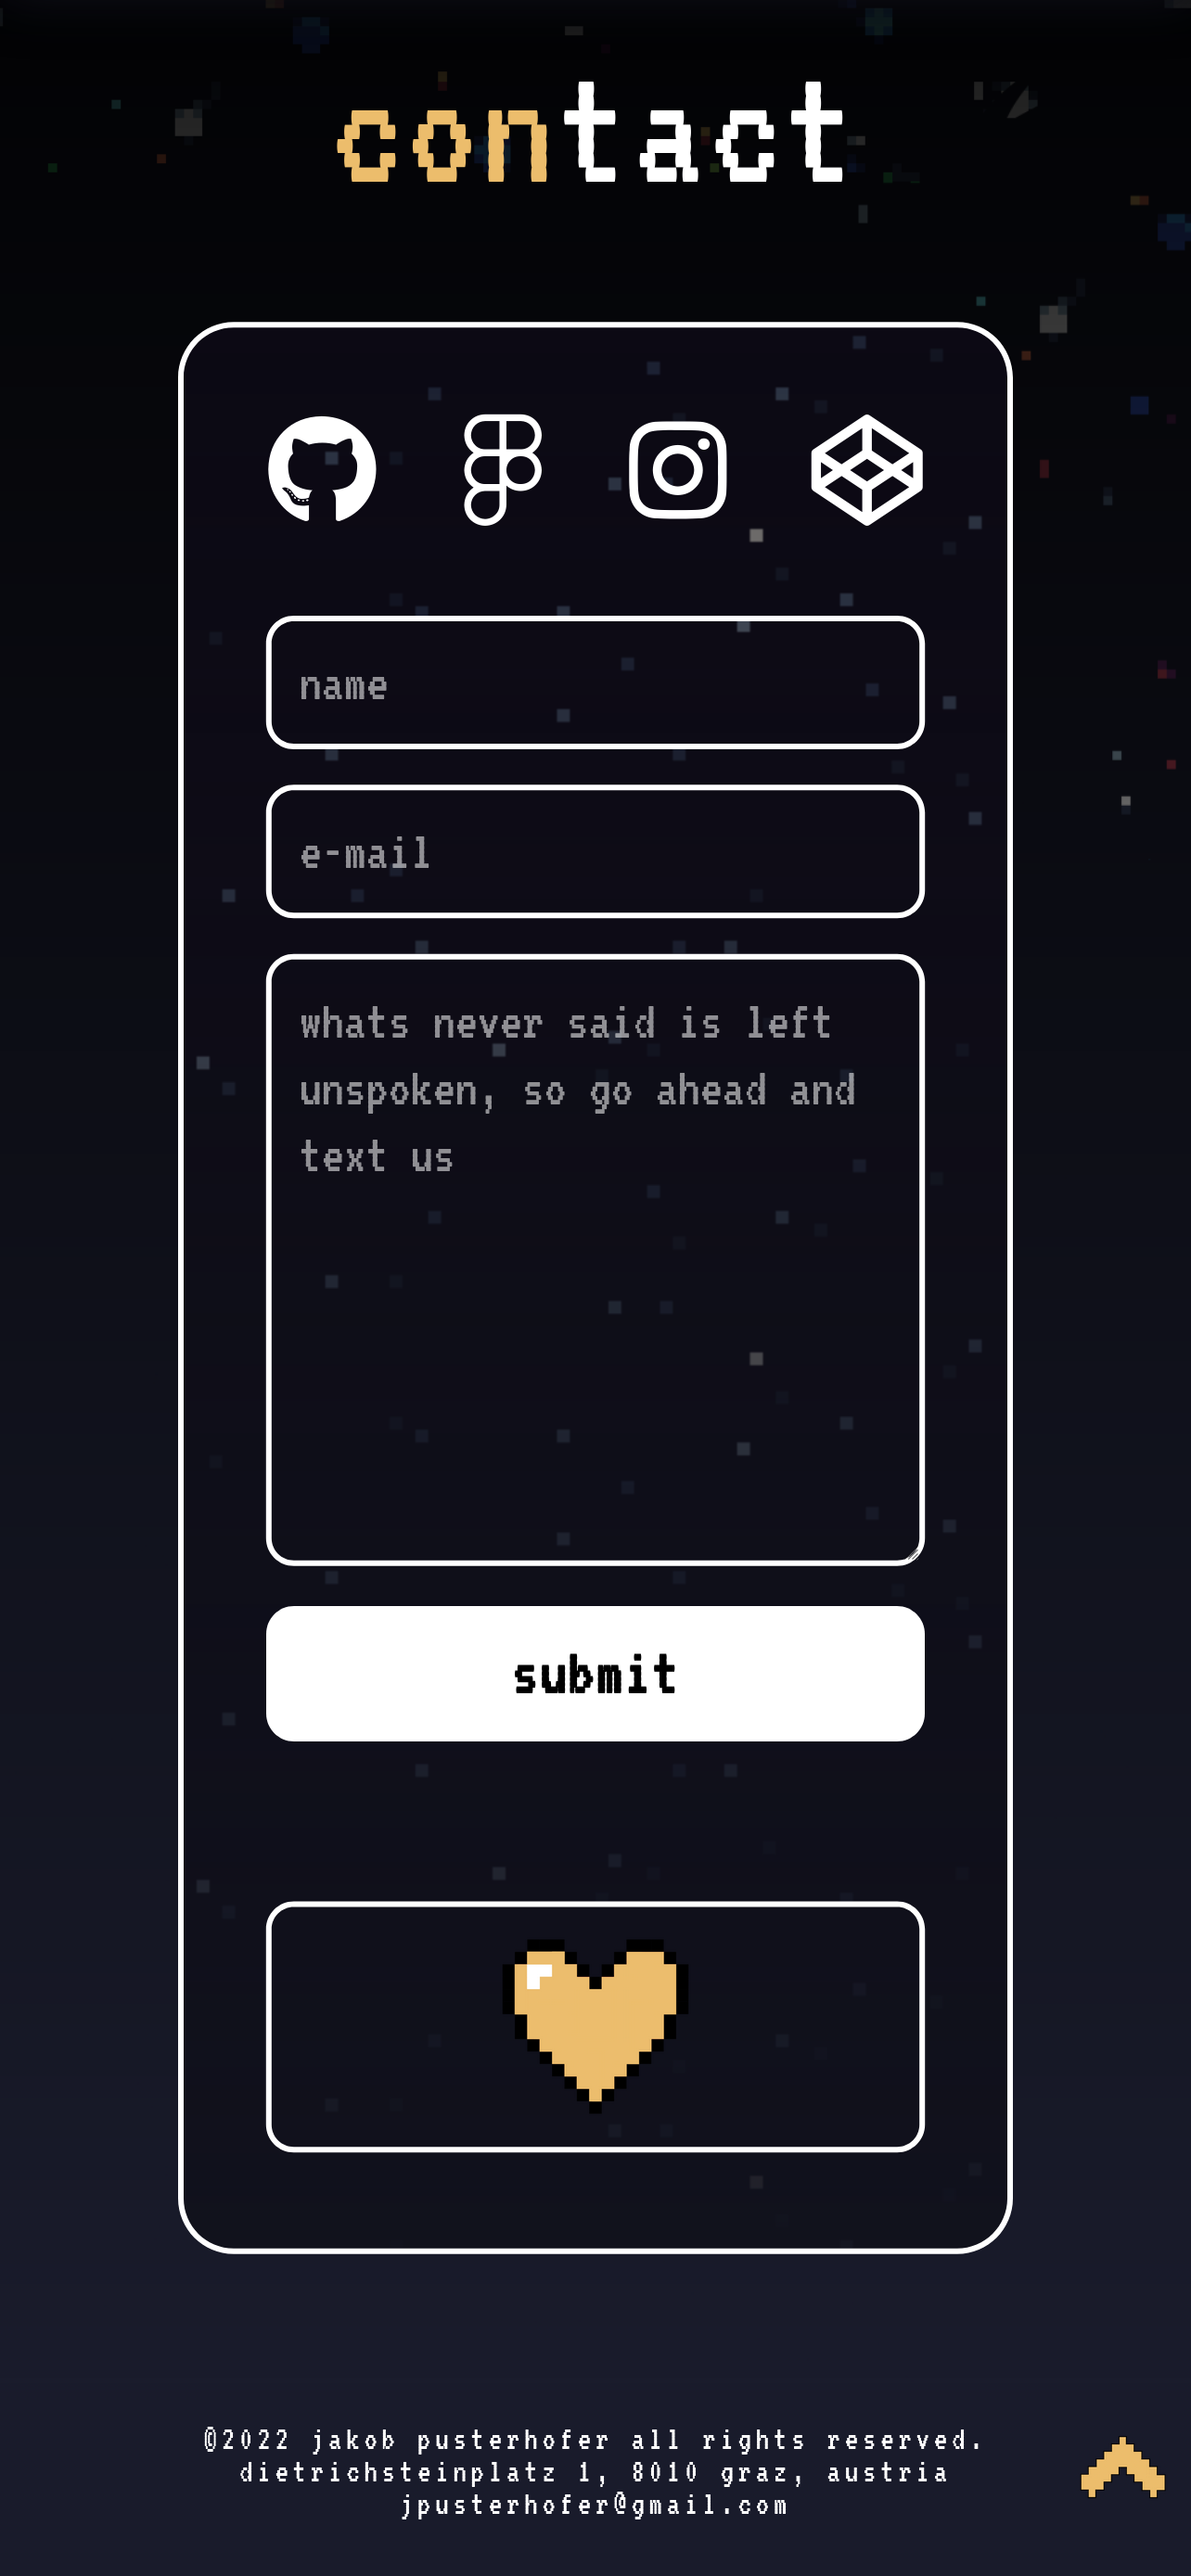 contact
name
e-mail
whats never said is left
unspoken, so go ahead and
text us
submit
©2022 jakob pusterhofer all rights reserved.
dietrichsteinplatz 1, 8010 graz, austria
jpusterhofer@gmail.com